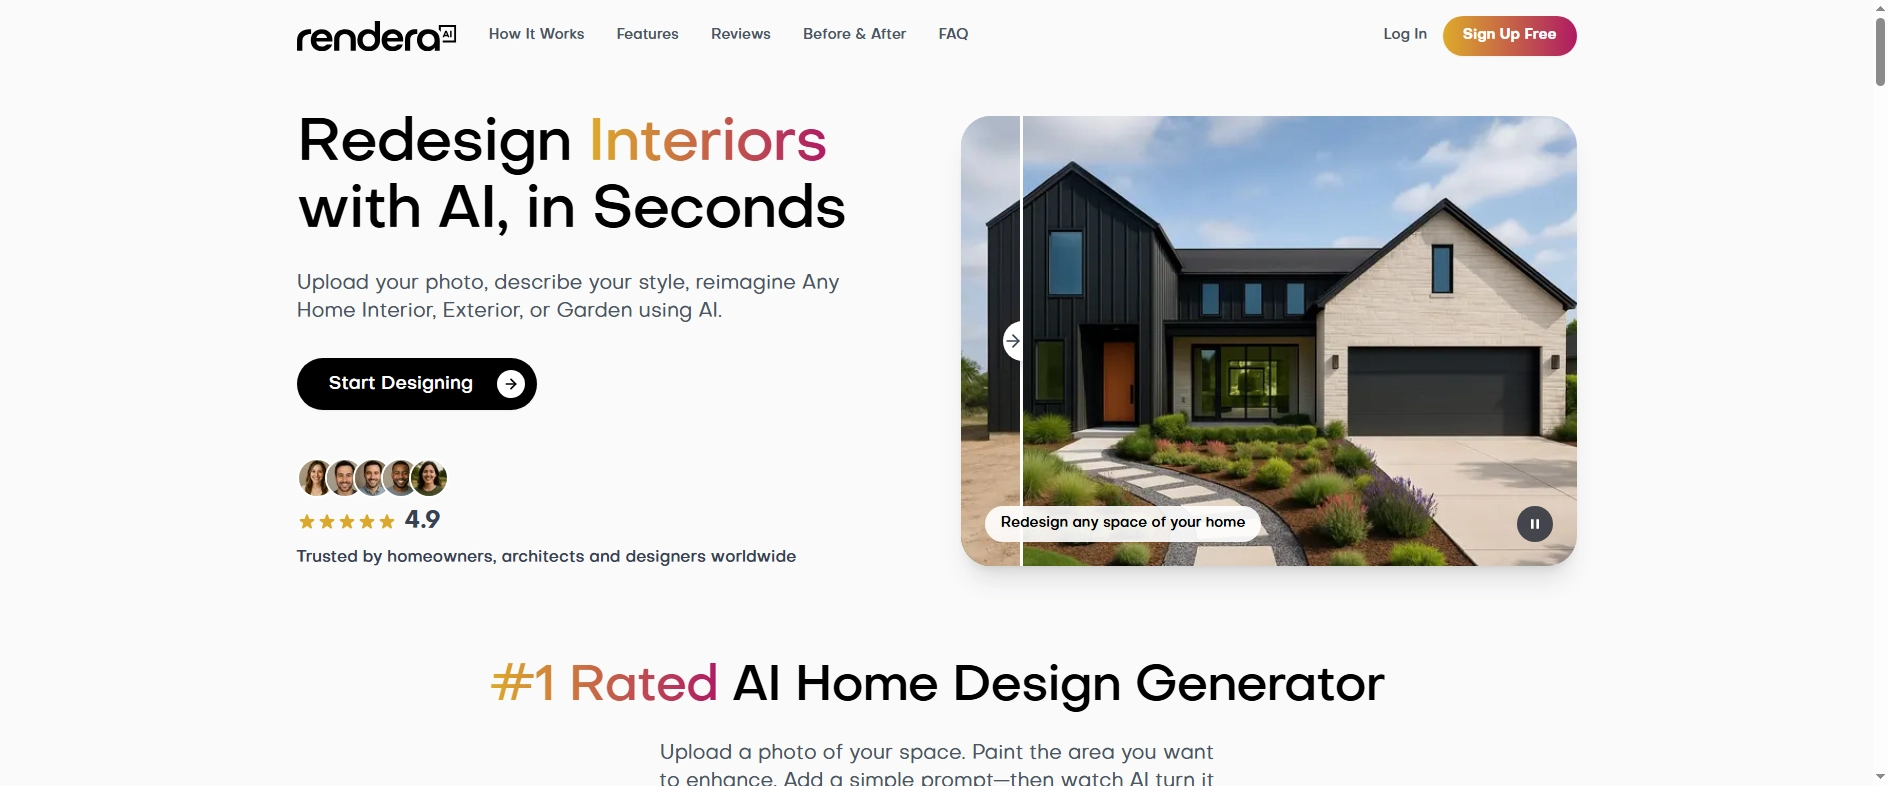 rendera AI
How It Works
Features
Reviews
Before & After
FAQ
Log In
Sign Up Free
Redesign Interiors
with AI, in Seconds
Upload your photo, describe your style, reimagine Any
Home Interior, Exterior, or Garden using AI.
Start Designing
4.9
Trusted by homeowners, architects and designers worldwide
Redesign any space of your home
#1 Rated AI Home Design Generator
Upload a photo of your space. Paint the area you want
to enhance. Add a simple prompt—then watch AI turn it